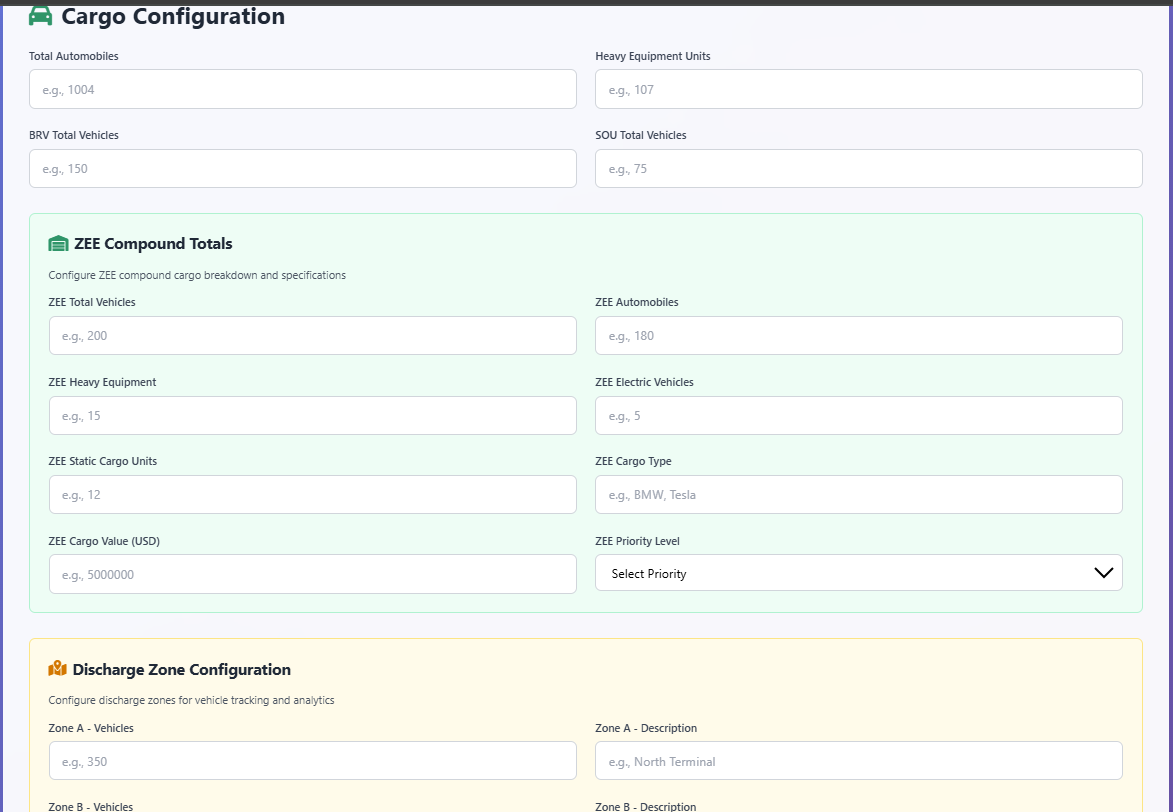 Cargo Configuration
Total Automobiles
Heavy Equipment Units
e.g., 1004
e.g., 107
BRV Total Vehicles
SOU Total Vehicles
e.g., 150
e.g., 75
ZEE Compound Totals
Configure ZEE compound cargo breakdown and specifications
ZEE Total Vehicles
ZEE Automobiles
e.g., 200
e.g., 180
ZEE Heavy Equipment
ZEE Electric Vehicles
e.g., 15
e.g., 5
ZEE Static Cargo Units
ZEE Cargo Type
e.g., 12
e.g., BMW, Tesla
ZEE Cargo Value (USD)
ZEE Priority Level
e.g., 5000000
Select Priority
Discharge Zone Configuration
Configure discharge zones for vehicle tracking and analytics
Zone A - Vehicles
Zone A - Description
e.g., 350
e.g., North Terminal
Zone B - Vehicles
Zone B - Description